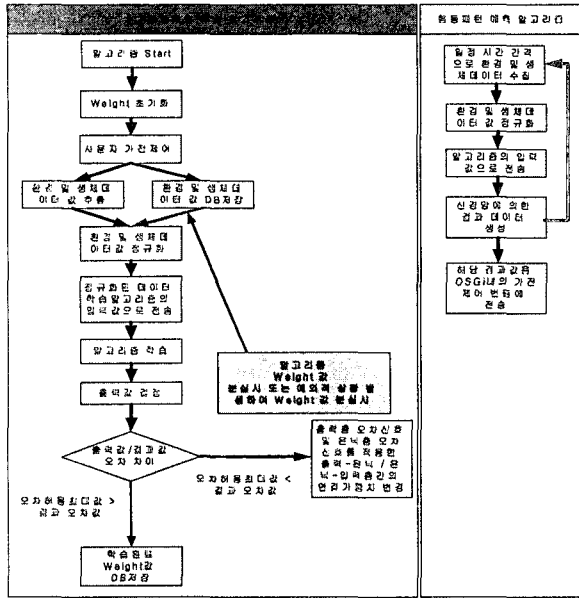 알고리즘 Start
Weight 초기화
사용자 가전제어
환경 및 생체데
이터 값 추출
환경 및 생체데
이터 값 DB저장
환경 및 생체데
이터값 정규화
정규화된 데이터
학습알고리즘의
입력값으로 전송
알고리즘 학습
출력값 검정
출력값/결과값
오차 차이
오차허용최대값 >
결과 오차값
오차허용최대값 <
결과 오차값
학습완료
Weight값
DB저장
알고리즘
Weight 값
분실시 또는 예외적 상황 발
생하여 Weight 값 분실시
출력층 오차신호
및 은닉층 오차
신호를 적용한
출력-은닉 / 은
닉-입력층간의
연결가중치 변경
행동패턴 예측 알고리즘
일정 시간 간격
으로 환경 및 생
체데이터 수집
환경 및 생체데
이터 값 정규화
알고리즘의 입력
값으로 전송
신경망에 의한
결과 데이터
생성
해당 결과값을
OSGi내의 가전
제어 번들에
전송